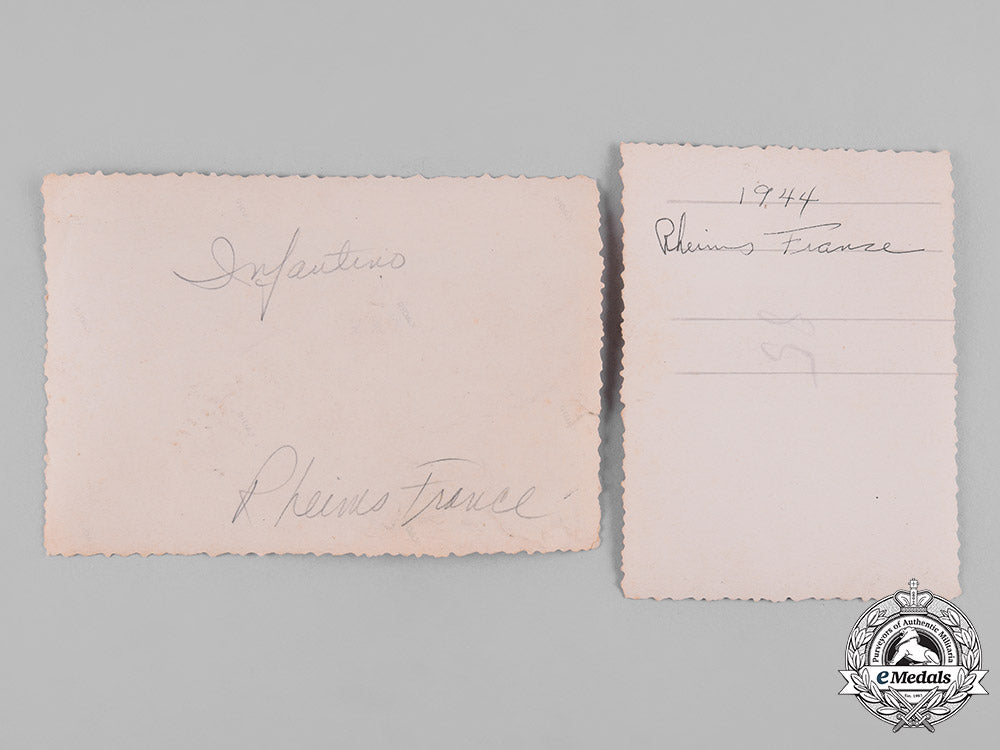 Infantino
Rheims France
1944
Rheims France
Purveyors of Authentic Militaria
eMedals